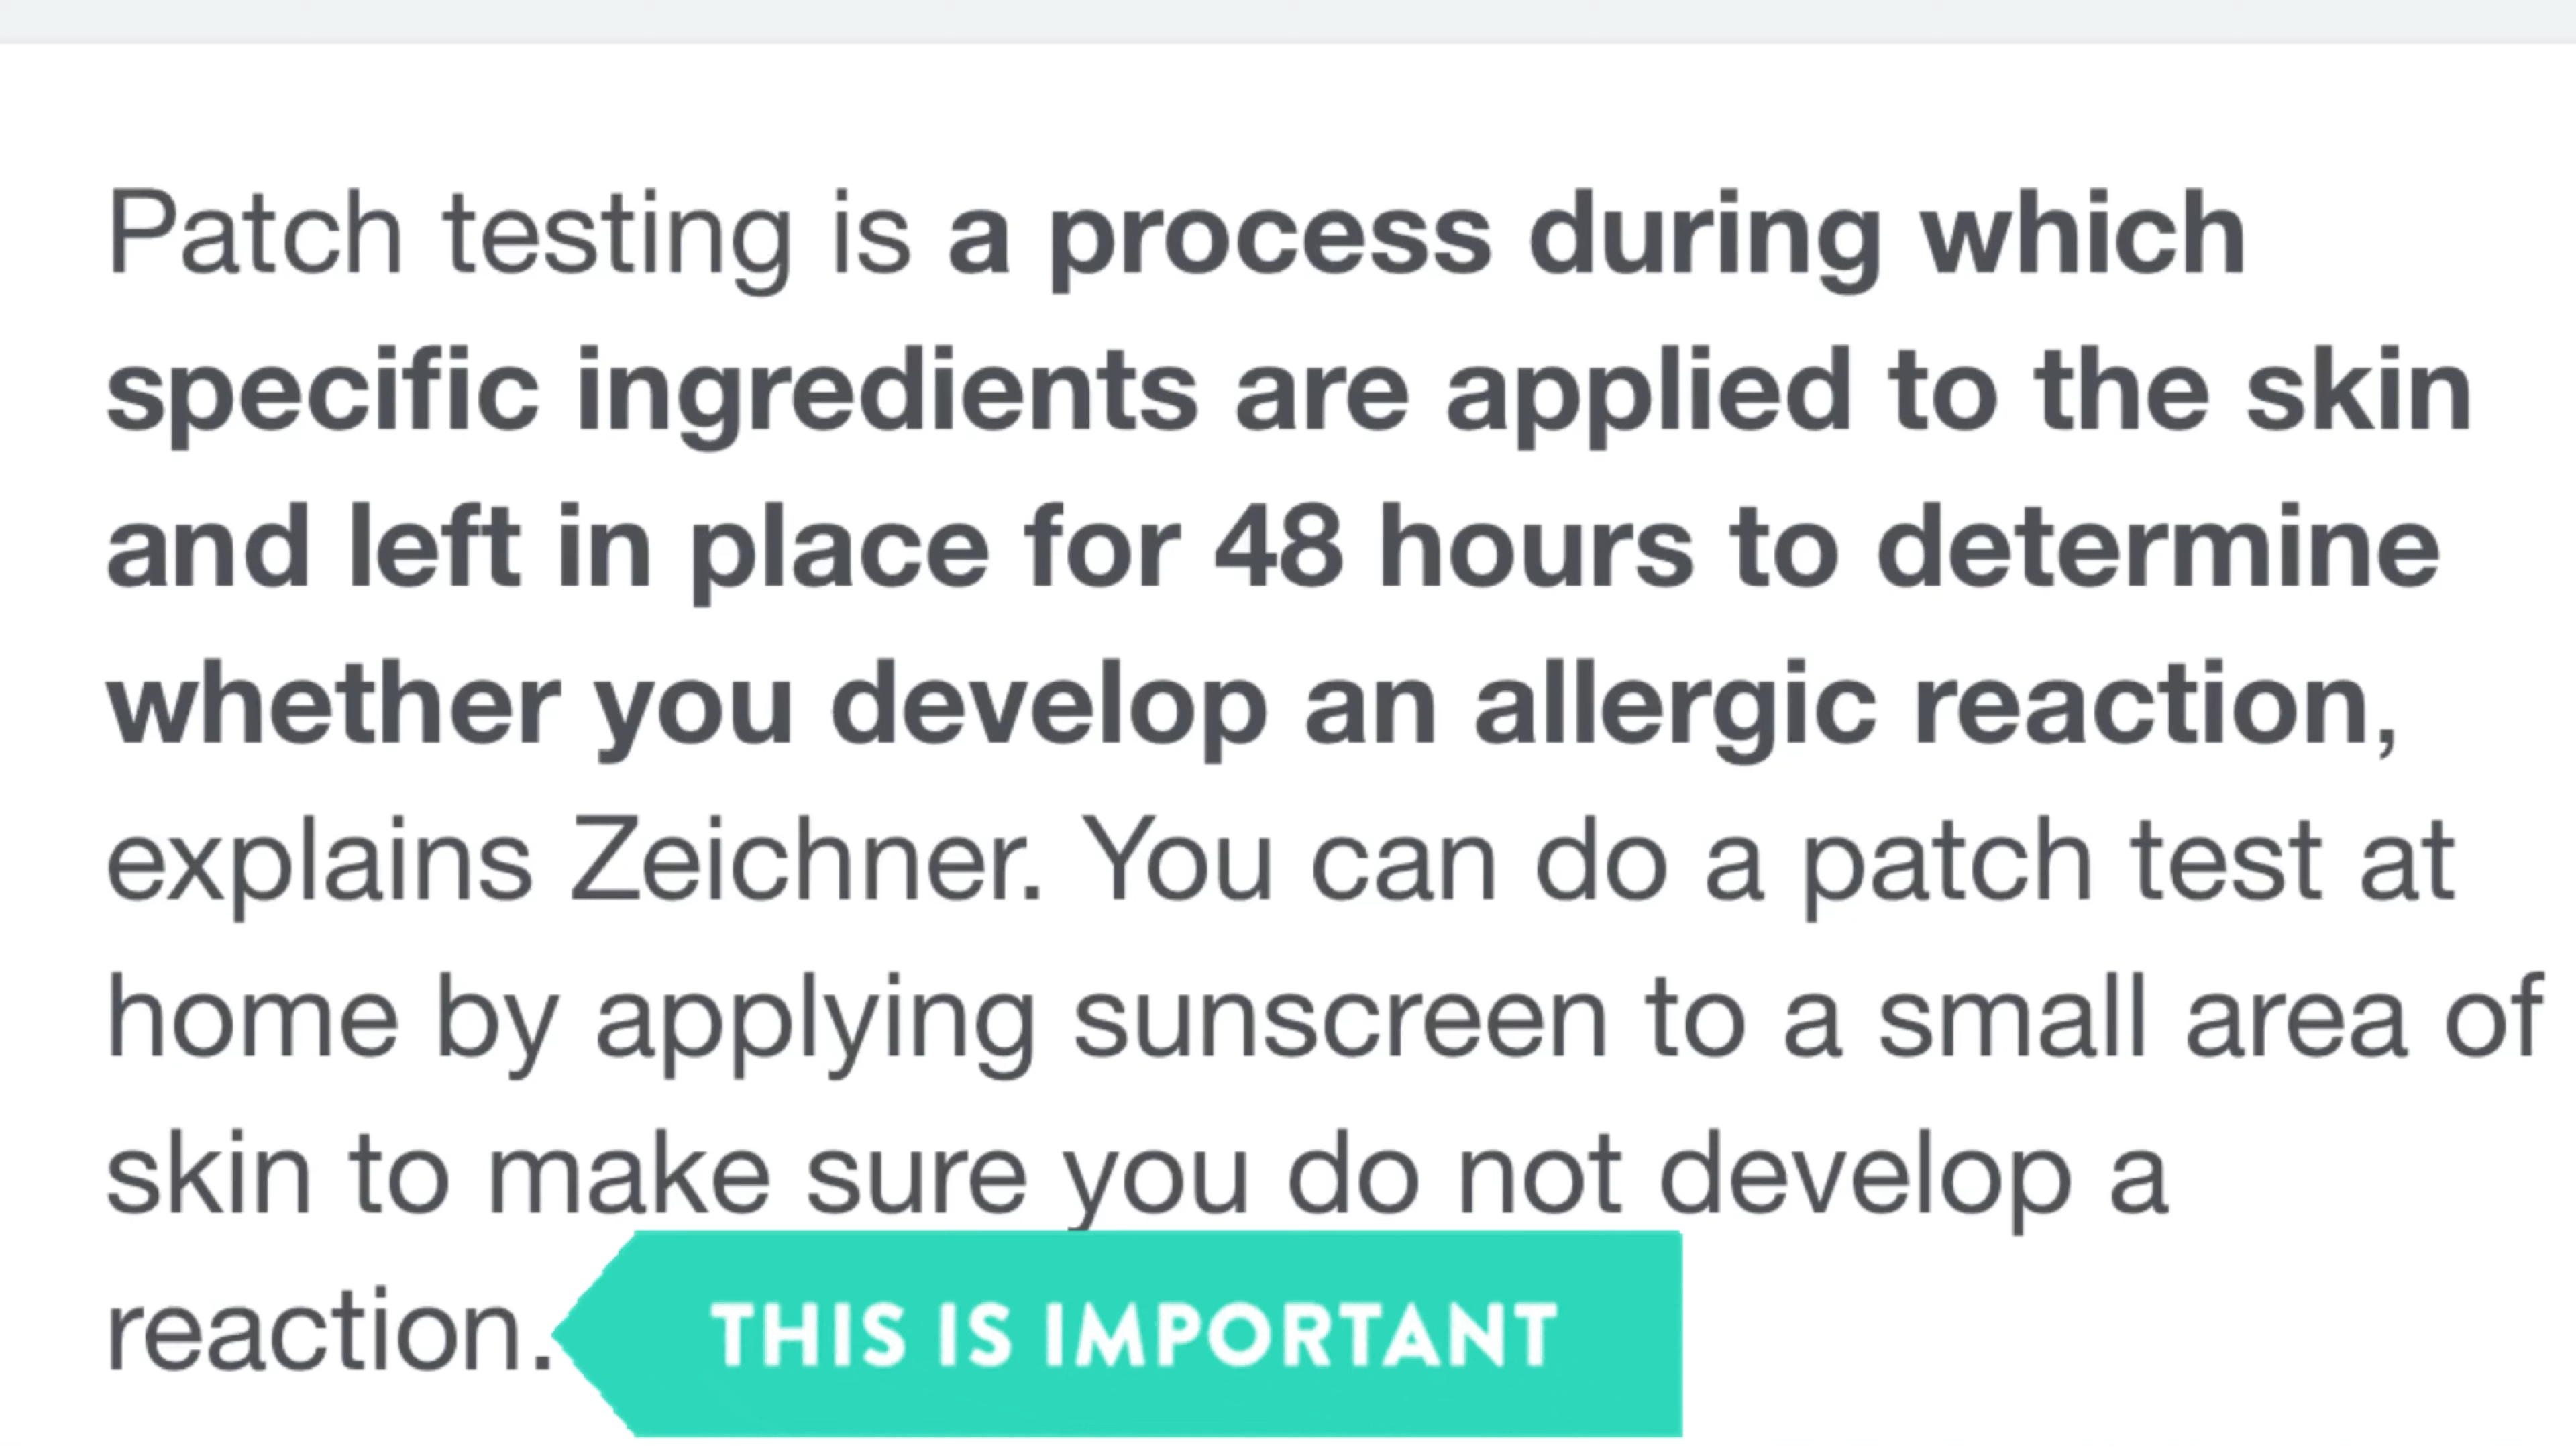 Patch testing is a process during which
specific ingredients are applied to the skin
and left in place for 48 hours to determine
whether you develop an allergic reaction,
explains Zeichner. You can do a patch test at
home by applying sunscreen to a small area of
skin to make sure you do not develop a
reaction.
THIS IS IMPORTANT